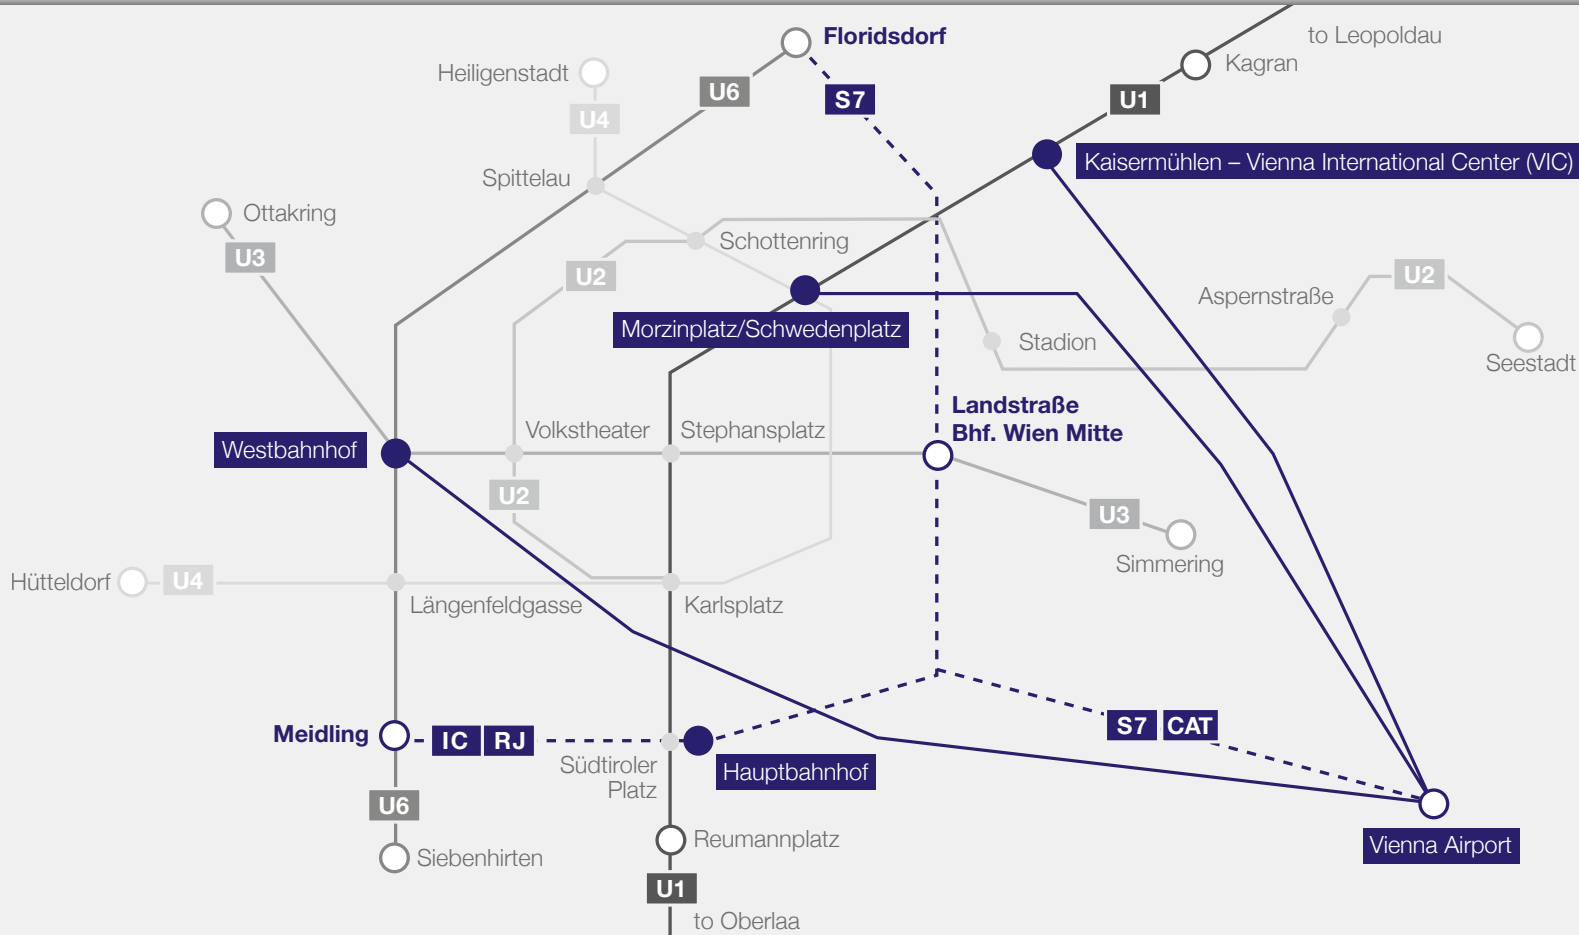 Floridsdorf
to Leopoldau
Heiligenstadt
Kagran
U6
S7
U1
U4
Kaisermühlen – Vienna International Center (VIC)
Spittelau
Ottakring
Schottenring
U3
U2
U2
Aspernstraße
Morzinplatz/Schwedenplatz
Stadion
Seestadt
Landstraße
Bhf. Wien Mitte
Volkstheater
Stephansplatz
Westbahnhof
U2
U3
Simmering
Hütteldorf
U4
Längenfeldgasse
Karlsplatz
Meidling
IC
RJ
S7
CAT
Südtiroler
Platz
Hauptbahnhof
U6
Reumannplatz
Vienna Airport
Siebenhirten
U1
to Oberlaa